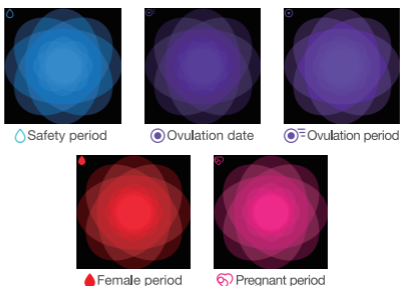 Safety period
Ovulation date
Ovulation period
Female period
Pregnant period